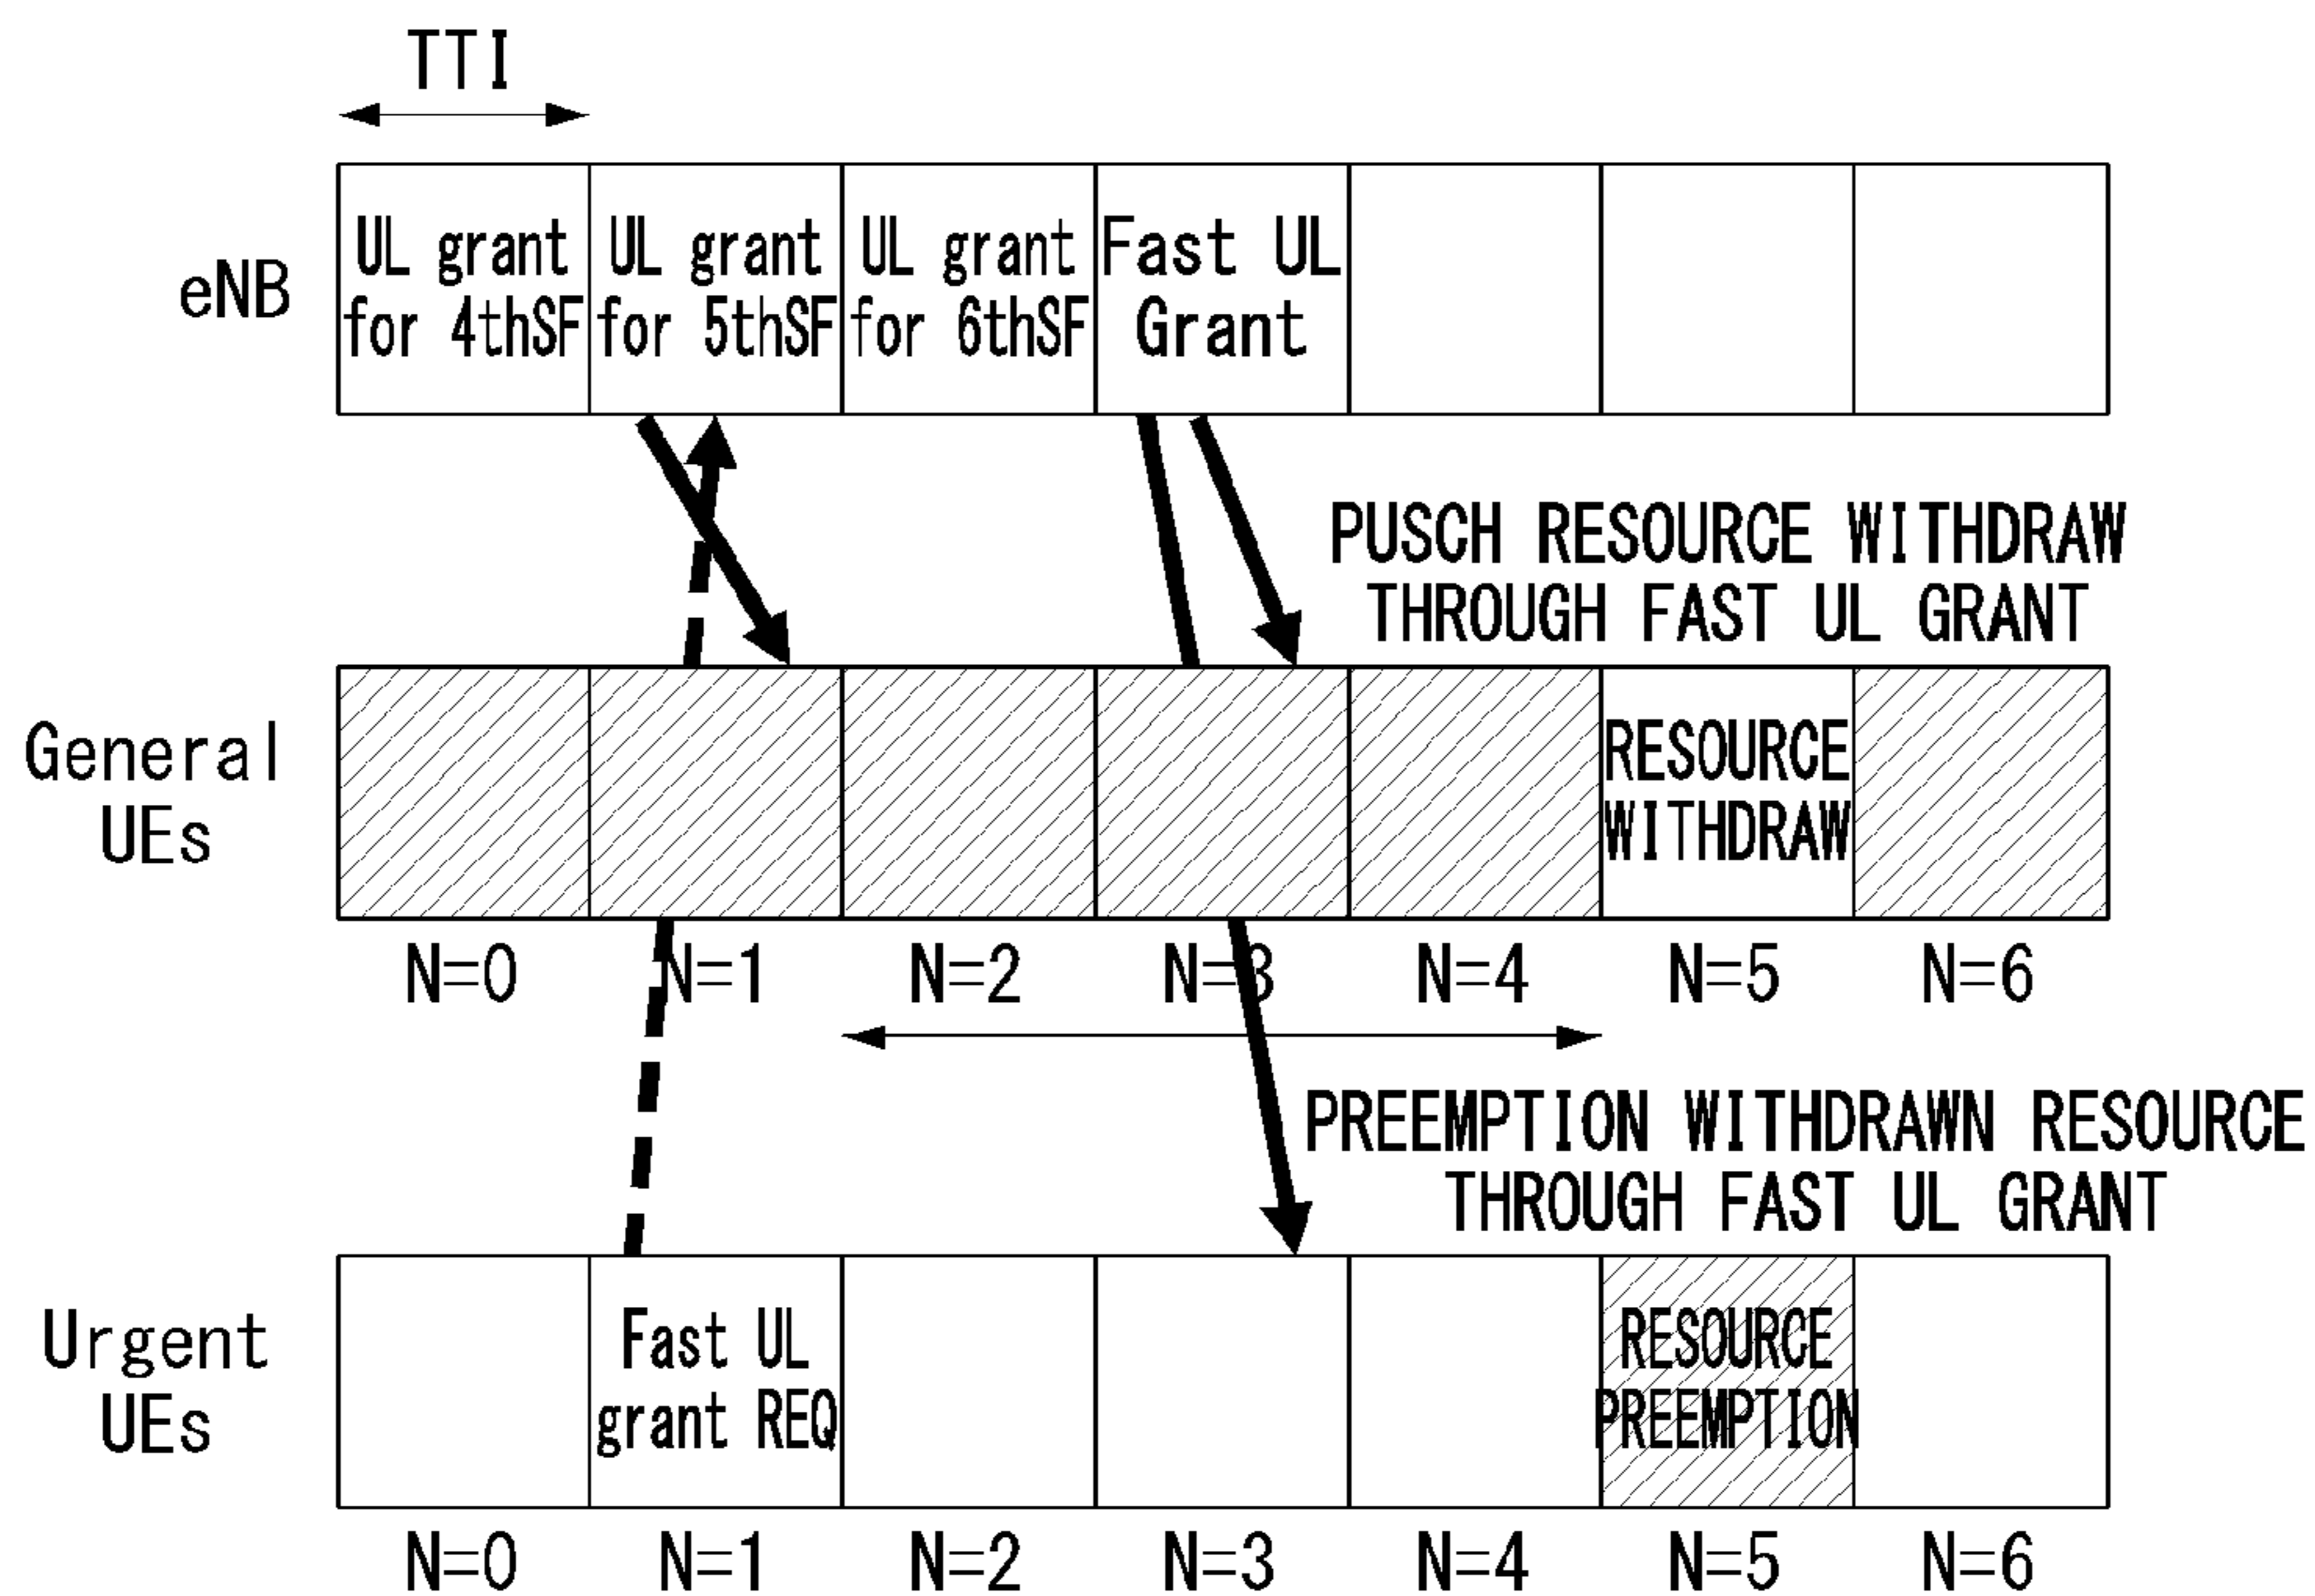 TTI
eNB
UL grant
for 4thSF
UL grant
for 5thSF
UL grant
for 6thSF
Fast UL
Grant
PUSCH RESOURCE WITHDRAW
THROUGH FAST UL GRANT
General
UEs
RESOURCE
WITHDRAW
N=0
N=1
N=2
N=3
N=4
N=5
N=6
PREEMPTION WITHDRAWN RESOURCE
THROUGH FAST UL GRANT
Urgent
UEs
Fast UL
grant REQ
RESOURCE
PREEMPTION
N=0
N=1
N=2
N=3
N=4
N=5
N=6